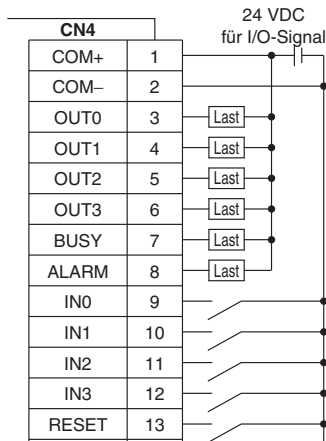 24 VDC
für I/O-Signal
CN4
COM+ 1
COM– 2
OUT0 3 Last
OUT1 4 Last
OUT2 5 Last
OUT3 6 Last
BUSY 7 Last
ALARM 8 Last
IN0 9
IN1 10
IN2 11
IN3 12
RESET 13